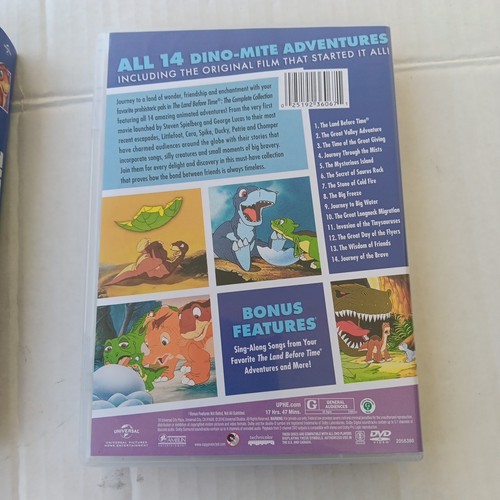 ALL 14 DINO-MITE ADVENTURES
INCLUDING THE ORIGINAL FILM THAT STARTED IT ALL!
Journey to a land of wonder, friendship and enchantment with your
favorite prehistoric pals in The Land Before Time®: The Complete Collection
featuring all 14 amazing animated adventures! From the very first
movie launched by Steven Spielberg and George Lucas to their most
recent escapades, Littlefoot, Cera, Spike, Ducky, Petrie and Chomper
have charmed audiences around the globe with their stories that
incorporate songs, silly creatures and small moments of big bravery.
Join them for every delight and discovery in this must-have collection
that proves how the bond between friends is always timeless.
1. The Land Before Time®
2. The Great Valley Adventure
3. The Time of the Great Giving
4. Journey Through the Mists
5. The Mysterious Island
6. The Secret of Saurus Rock
7. The Stone of Cold Fire
8. The Big Freeze
9. Journey to Big Water
10. The Great Longneck Migration
11. Invasion of the Tinysauruses
12. The Great Day of the Flyers
13. The Wisdom of Friends
14. Journey of the Brave
BONUS
FEATURES*
Sing-Along Songs from Your
Favorite The Land Before Time®
Adventures and More!
UPHE.com
17 Hrs. 47 Mins.
G
GENERAL AUDIENCES
UNIVERSAL
DVD
VIDEO